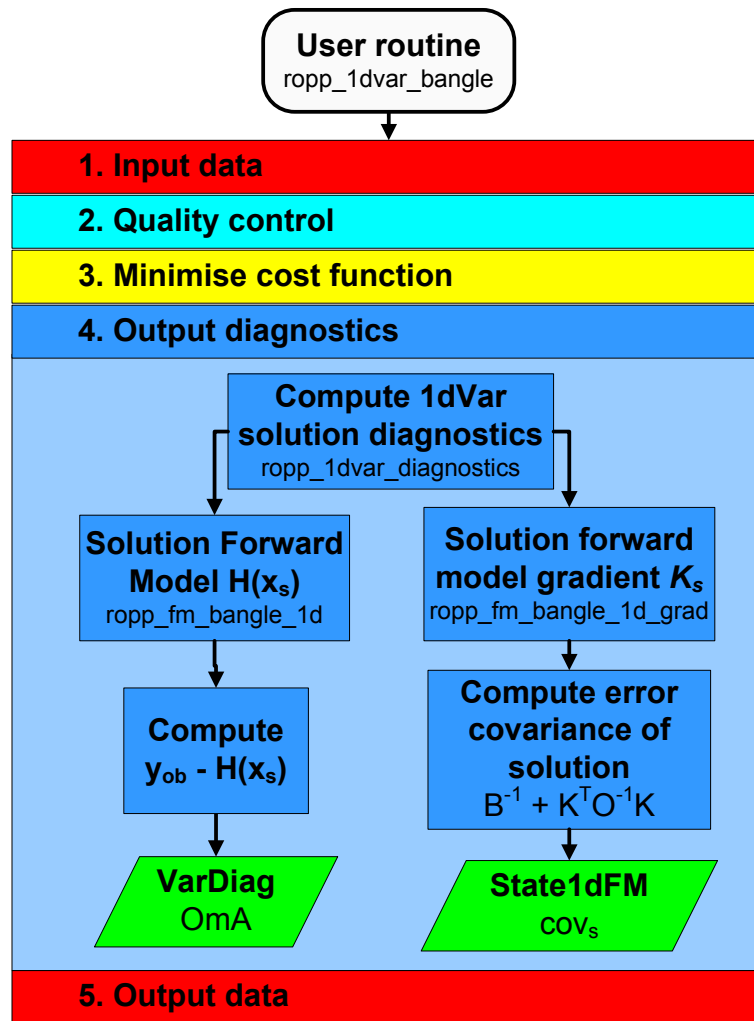 User routine
ropp_1dvar_bangle
1. Input data
2. Quality control
3. Minimise cost function
4. Output diagnostics
Compute 1dVar
solution diagnostics
ropp_1dvar_diagnostics
Solution Forward
Model H(xₛ)
ropp_fm_bangle_1d
Solution forward
model gradient Kₛ
ropp_fm_bangle_1d_grad
Compute
y_ob - H(xₛ)
Compute error
covariance of
solution
B⁻¹ + KᵀO⁻¹K
VarDiag
OmA
State1dFM
covₛ
5. Output data